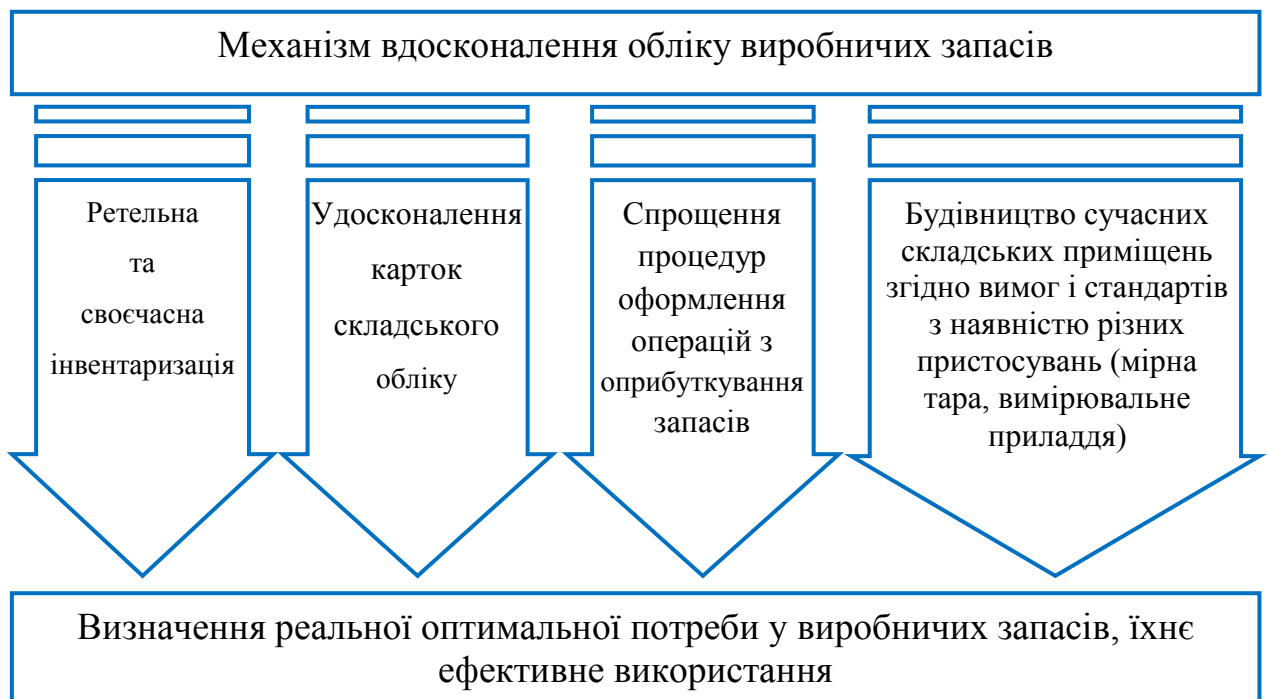 Механізм вдосконалення обліку виробничих запасів
Ретельна
та
своєчасна
інвентаризація
Удосконалення
карток
складського
обліку
Спрощення
процедур
оформлення
операцій з
оприбуткування
запасів
Будівництво сучасних
складських приміщень
згідно вимог і стандартів
з наявністю різних
пристосувань (мірна
тара, вимірювальне
приладдя)
Визначення реальної оптимальної потреби у виробничих запасів, їхнє
ефективне використання